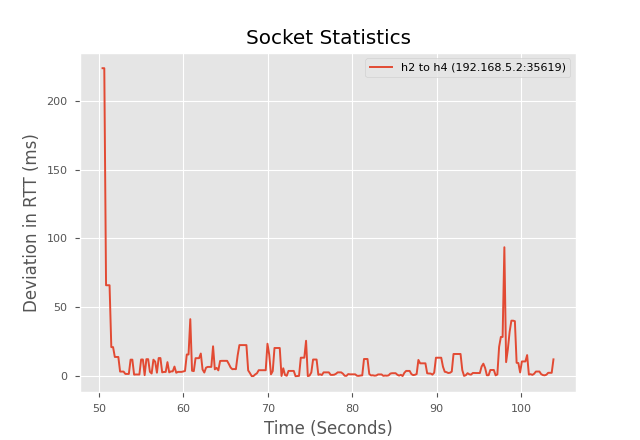 Socket Statistics
h2 to h4 (192.168.5.2:35619)
Deviation in RTT (ms)
200
150
100
50
0
50 60 70 80 90 100
Time (Seconds)